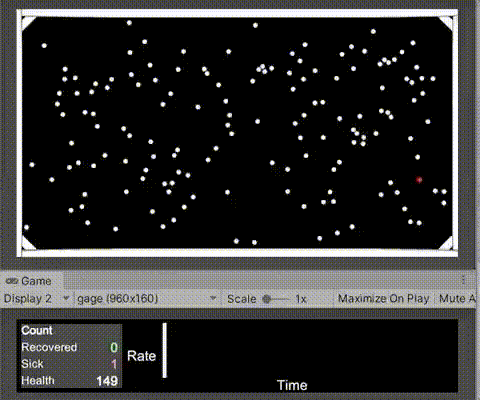 Game
Display 2 gage (960x160) Scale 1x Maximize On Play Mute A
Count
Recovered 0
Sick 1
Health 149
Rate
Time